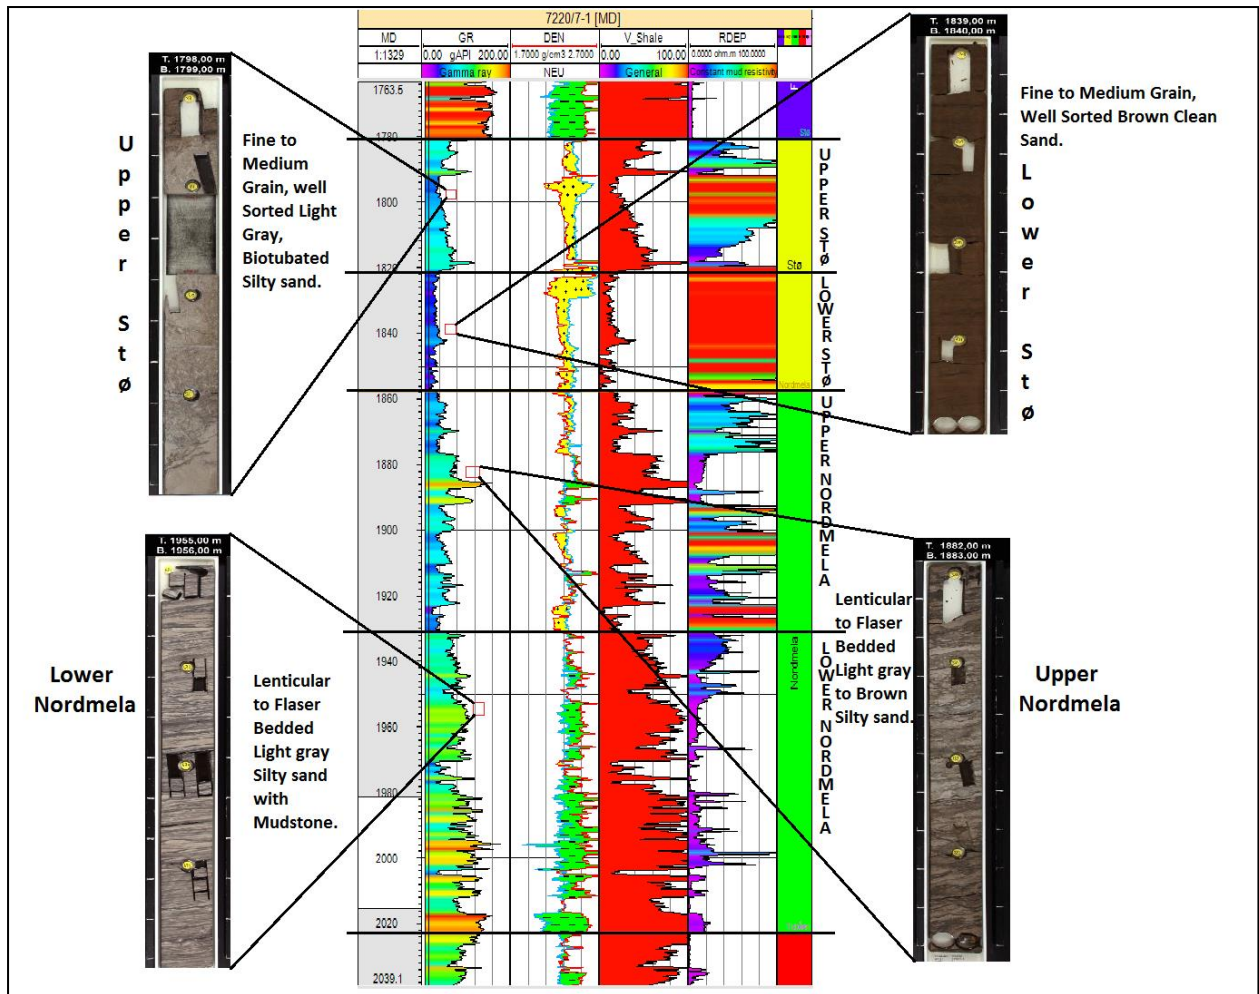 7220/7-1 [MD]
MD
GR
DEN
V_Shale
RDEP
1:1329
0.00 gAPI 200.00
1.7000 g/cm3 2.7000
0.00 100.00
0.0000 ohm.m 100.0000
Gamma ray
NEU
General
Constant mud resistivity
1763.5
1780
1800
1820
1840
1860
1880
1900
1920
1940
1960
1980
2000
2020
2039.1
Stø
Stø
Nordmela
Nordmela
UPPER STØ
LOWER STØ
UPPER NORDMELA
LOWER NORDMELA
T. 1798,00 m
B. 1799,00 m
Upper Stø
Fine to
Medium
Grain, well
Sorted Light
Gray,
Biotubated
Silty sand.
T. 1839,00 m
B. 1840,00 m
Fine to Medium Grain,
Well Sorted Brown Clean
Sand.
Lower Stø
T. 1955,00 m
B. 1956,00 m
Lower
Nordmela
Lenticular
to Flaser
Bedded
Light gray
Silty sand
with
Mudstone.
T. 1882,00 m
B. 1883,00 m
Lenticular
to Flaser
Bedded
Light gray
to Brown
Silty sand.
Upper
Nordmela